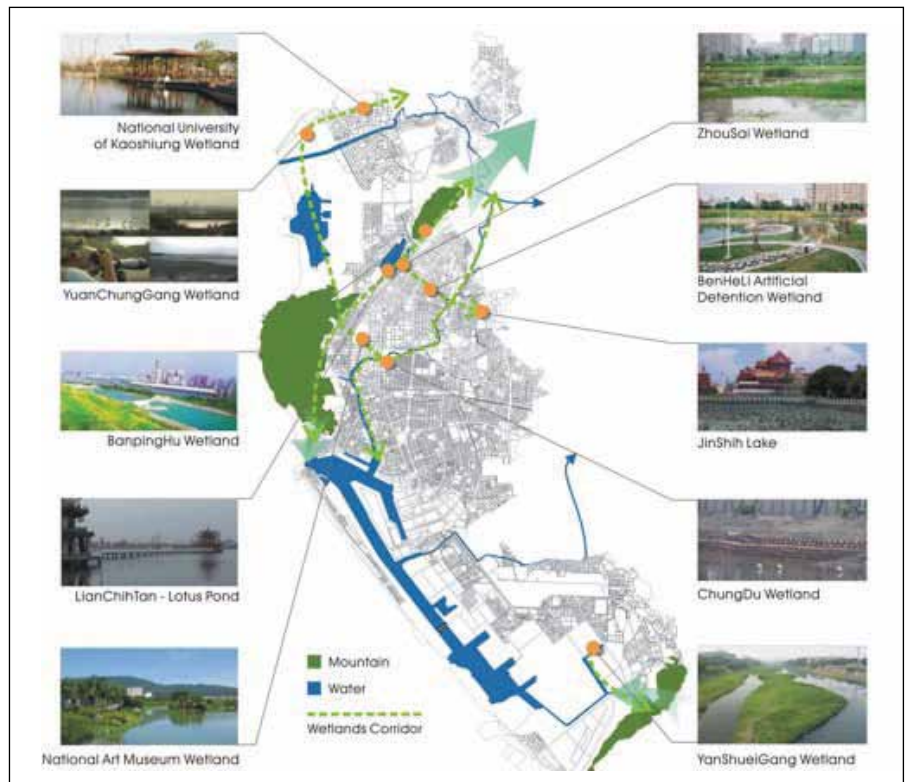 National University
of Kaoshiung Wetland
YuanChungGang Wetland
BanpingHu Wetland
LianChihTan - Lotus Pond
National Art Museum Wetland
Mountain
Water
Wetlands Corridor
ZhouSai Wetland
BenHeLi Artificial
Detention Wetland
JinShih Lake
ChungDu Wetland
YanShueiGang Wetland